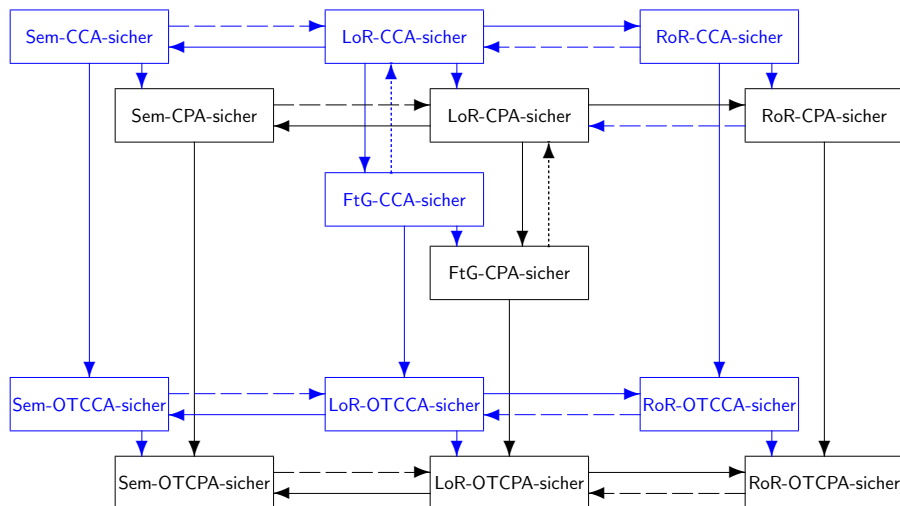 Sem-CCA-sicher
LoR-CCA-sicher
RoR-CCA-sicher
Sem-CPA-sicher
LoR-CPA-sicher
RoR-CPA-sicher
FtG-CCA-sicher
FtG-CPA-sicher
Sem-OTCCA-sicher
LoR-OTCCA-sicher
RoR-OTCCA-sicher
Sem-OTCPA-sicher
LoR-OTCPA-sicher
RoR-OTCPA-sicher